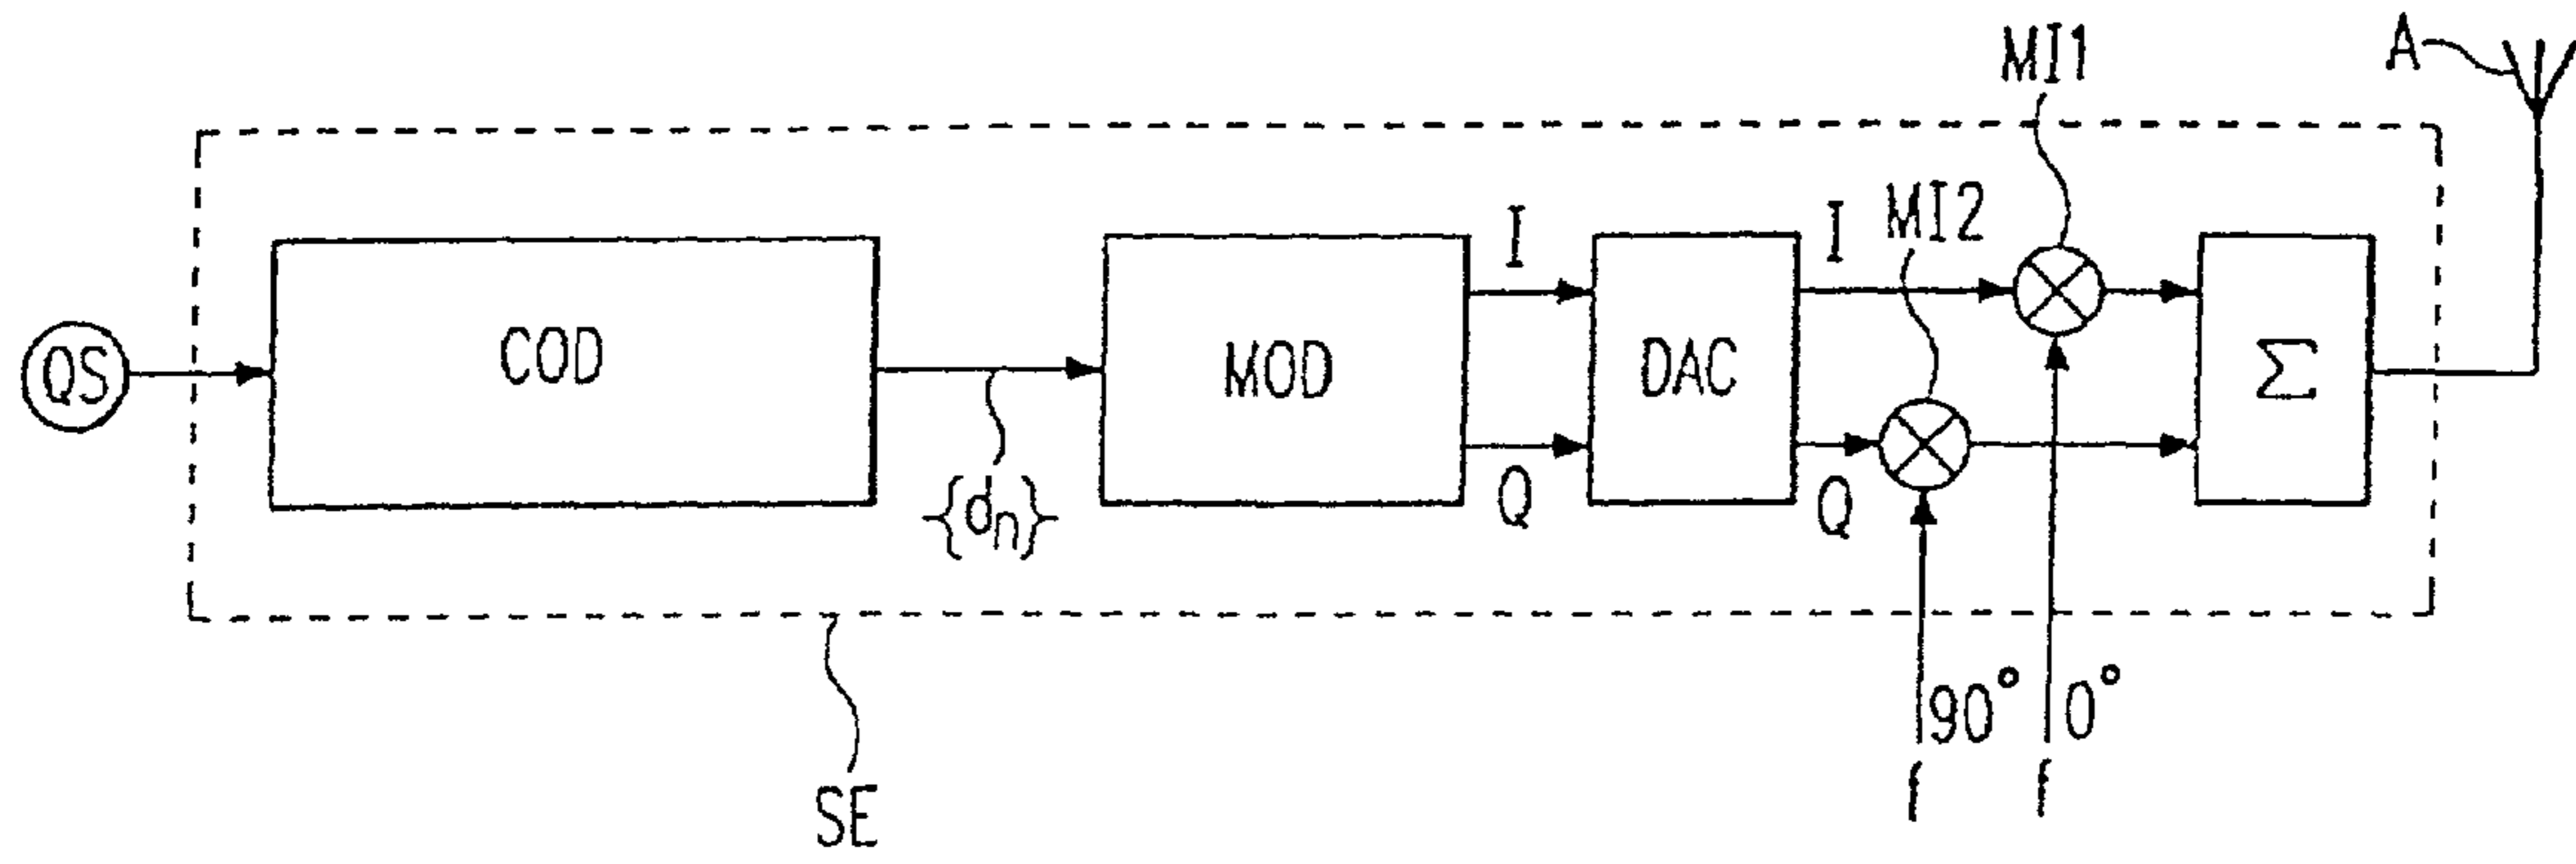 A
MI1
MI2
I
I
QS
COD
MOD
DAC
Σ
{dn}
Q
Q
90°
0°
f
f
SE